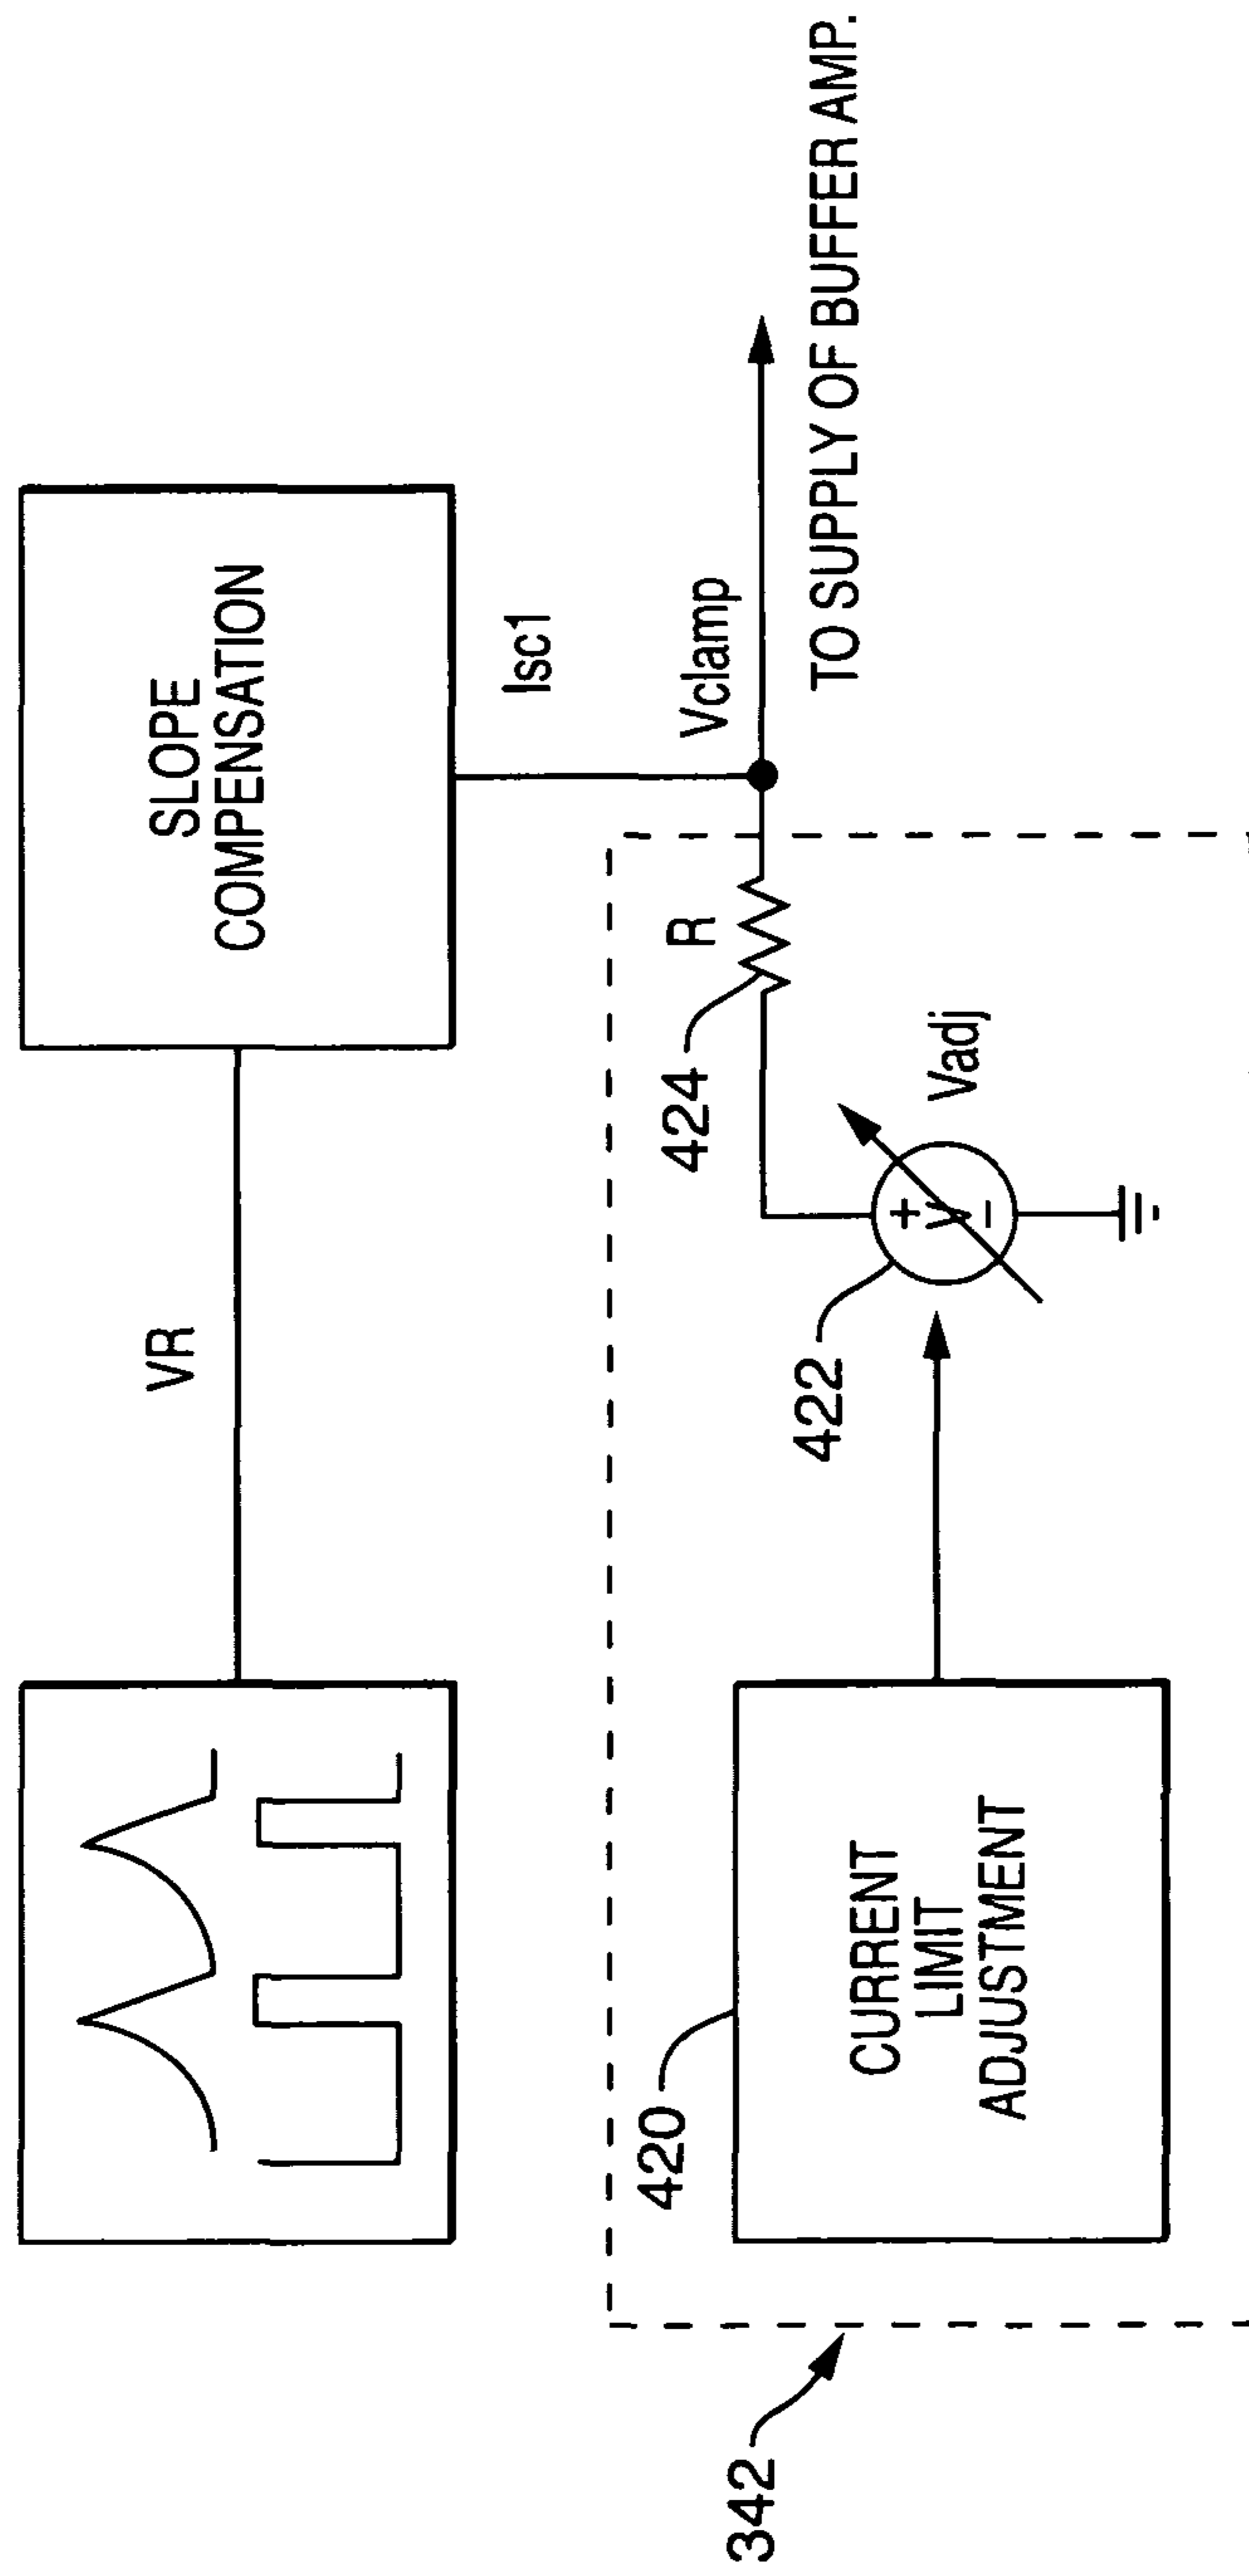 VR
SLOPE
COMPENSATION
Isc1
Vclamp
TO SUPPLY OF BUFFER AMP.
R
424
Vadj
+
V
–
422
420
CURRENT
LIMIT
ADJUSTMENT
342